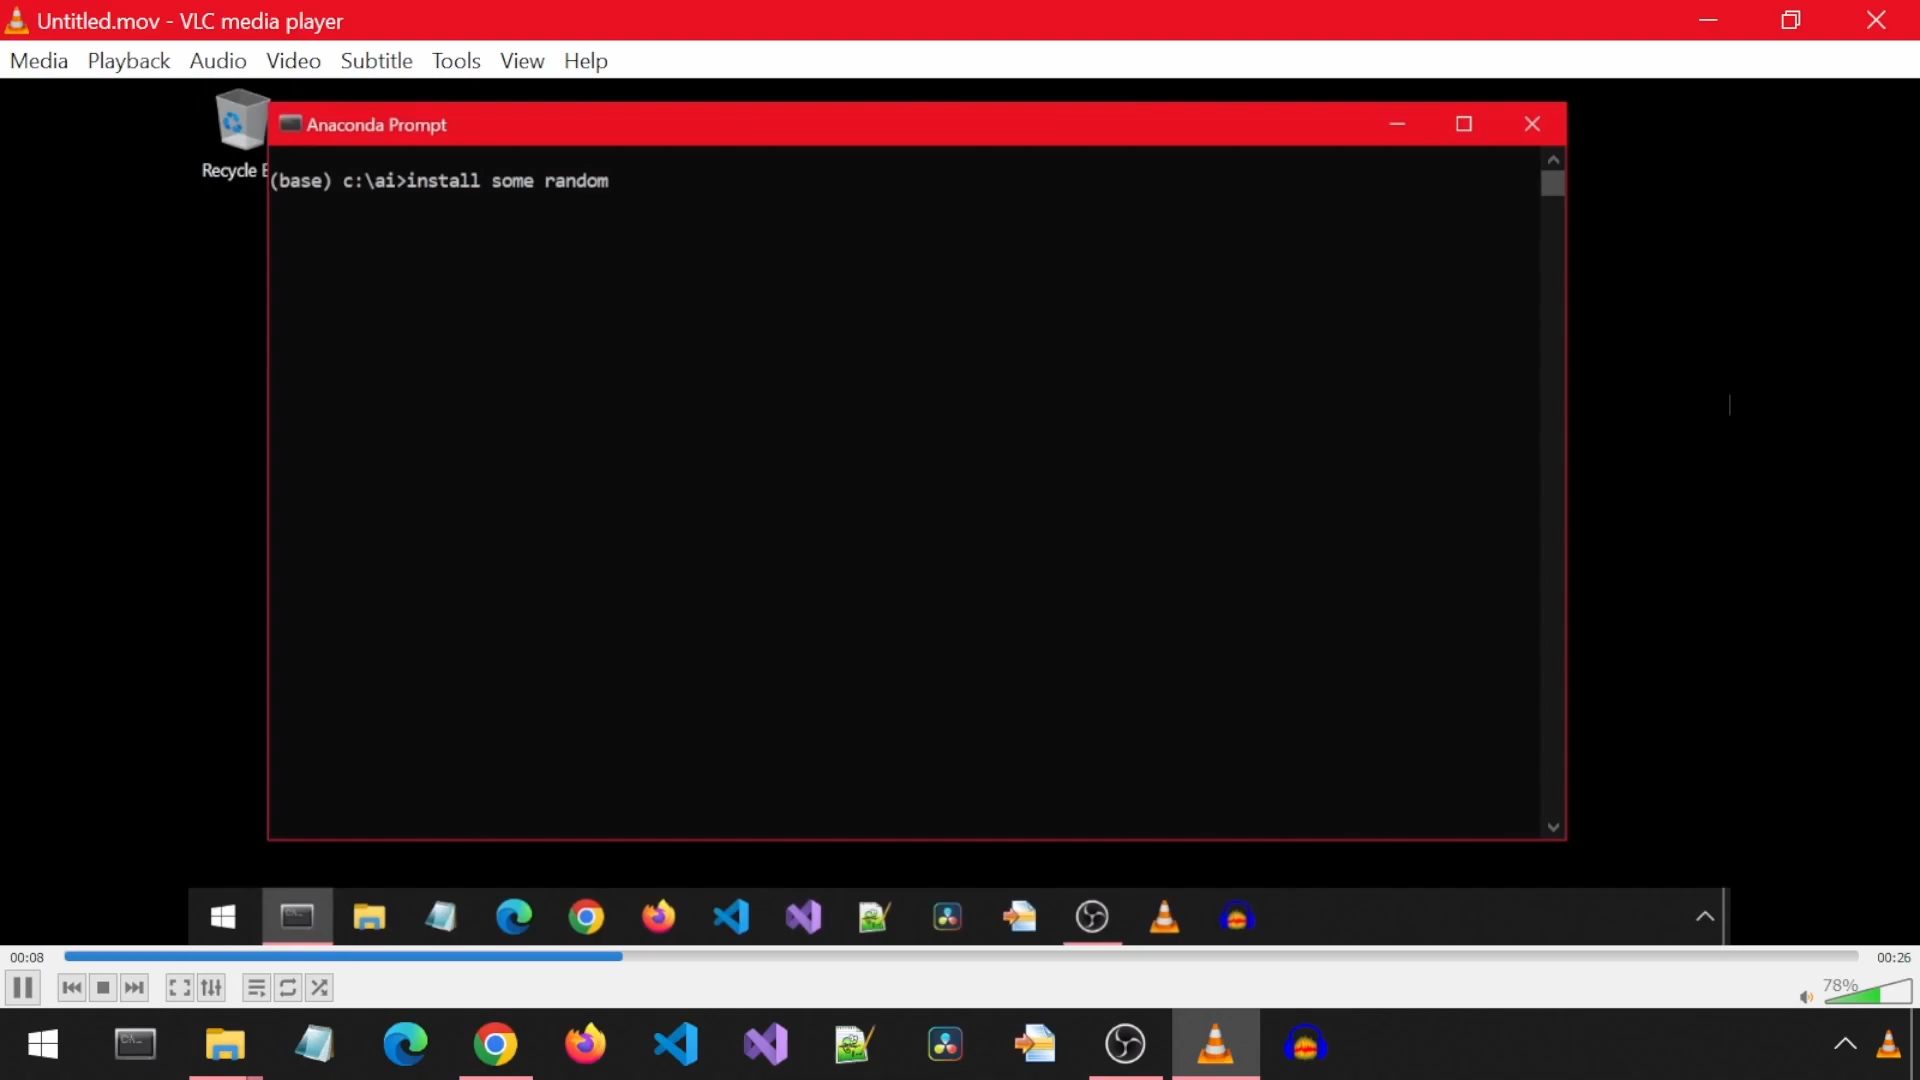 Untitled.mov - VLC media player
Media Playback Audio Video Subtitle Tools View Help
Anaconda Prompt
Recycle
(base) c:\ai>install some random
00:08
00:26
78%